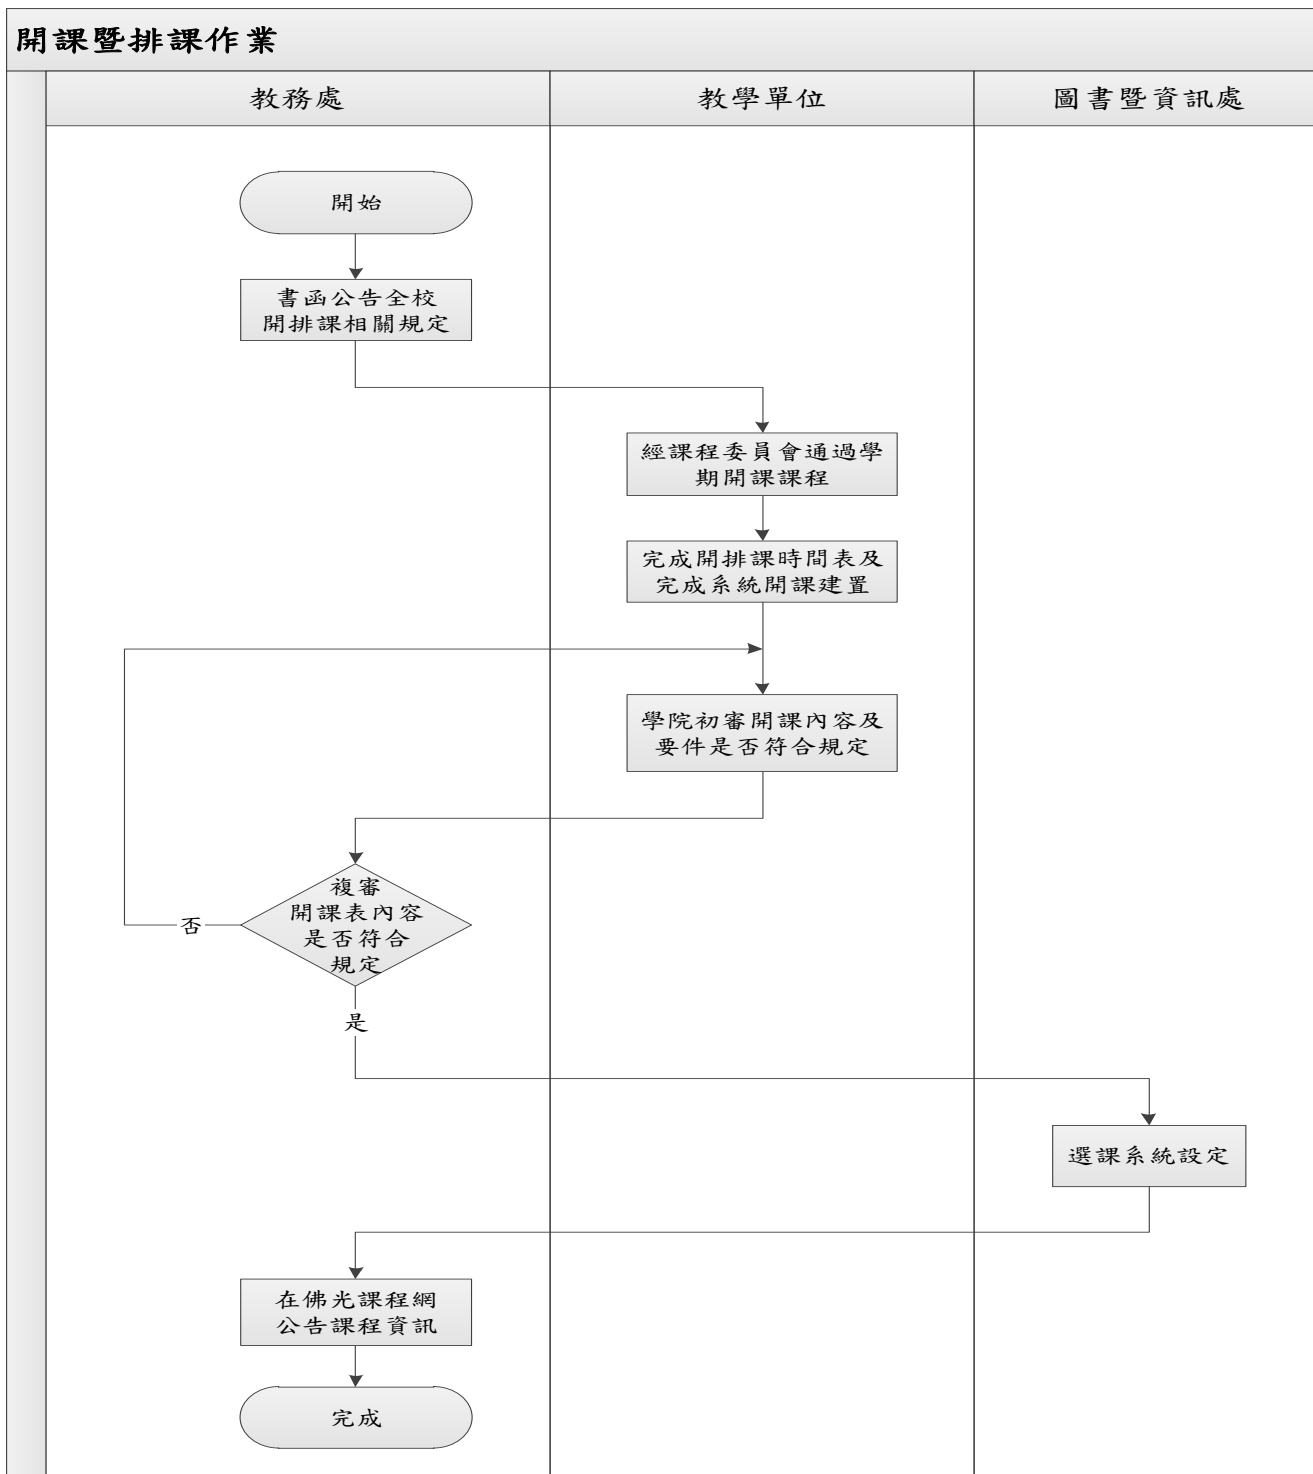 開課暨排課作業
教務處
教學單位
圖書暨資訊處
開始
書函公告全校
開排課相關規定
經課程委員會通過學
期開課課程
完成開排課時間表及
完成系統開課建置
學院初審開課內容及
要件是否符合規定
複審
開課表內容
是否符合
規定
否
是
選課系統設定
在佛光課程網
公告課程資訊
完成